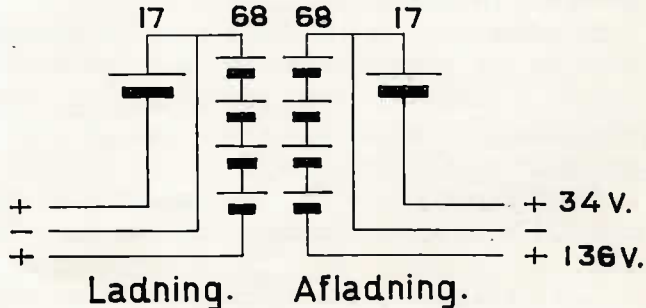 17 68 68 17
+ + 34 V.
− −
+ + 136 V.
Ladning. Afladning.